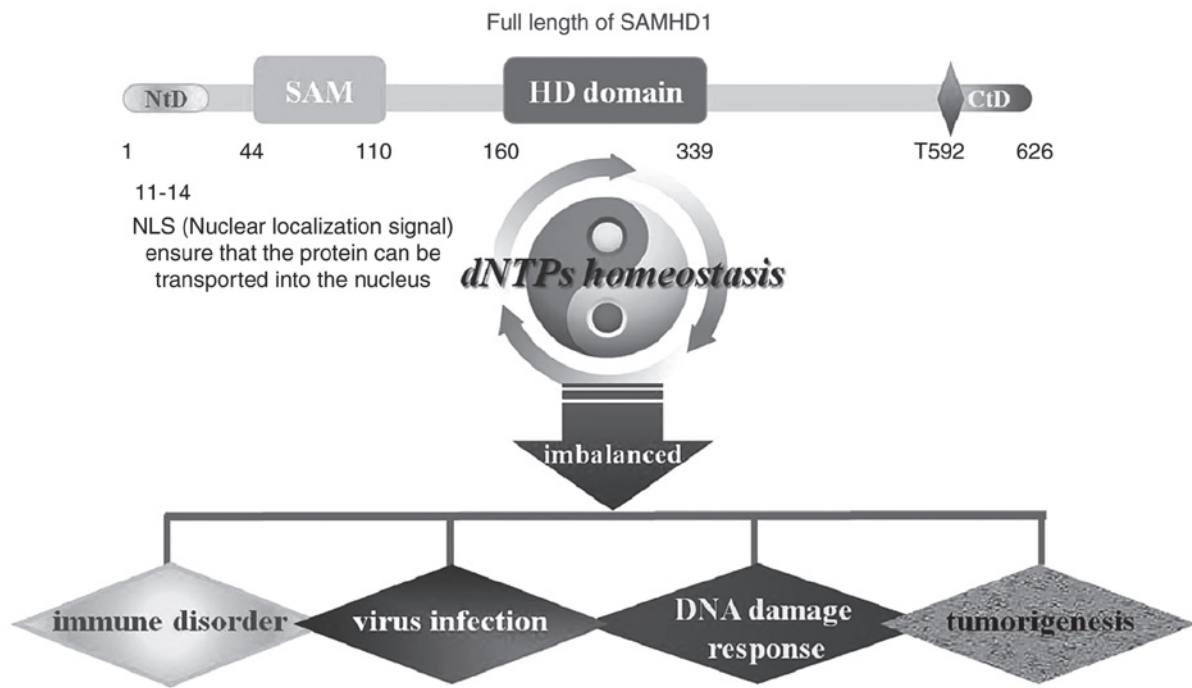 Full length of SAMHD1
NtD SAM HD domain CtD
1 44 110 160 339 T592 626
11-14
NLS (Nuclear localization signal)
ensure that the protein can be
transported into the nucleus
dNTPs homeostasis
imbalanced
immune disorder
virus infection
DNA damage
response
tumorigenesis